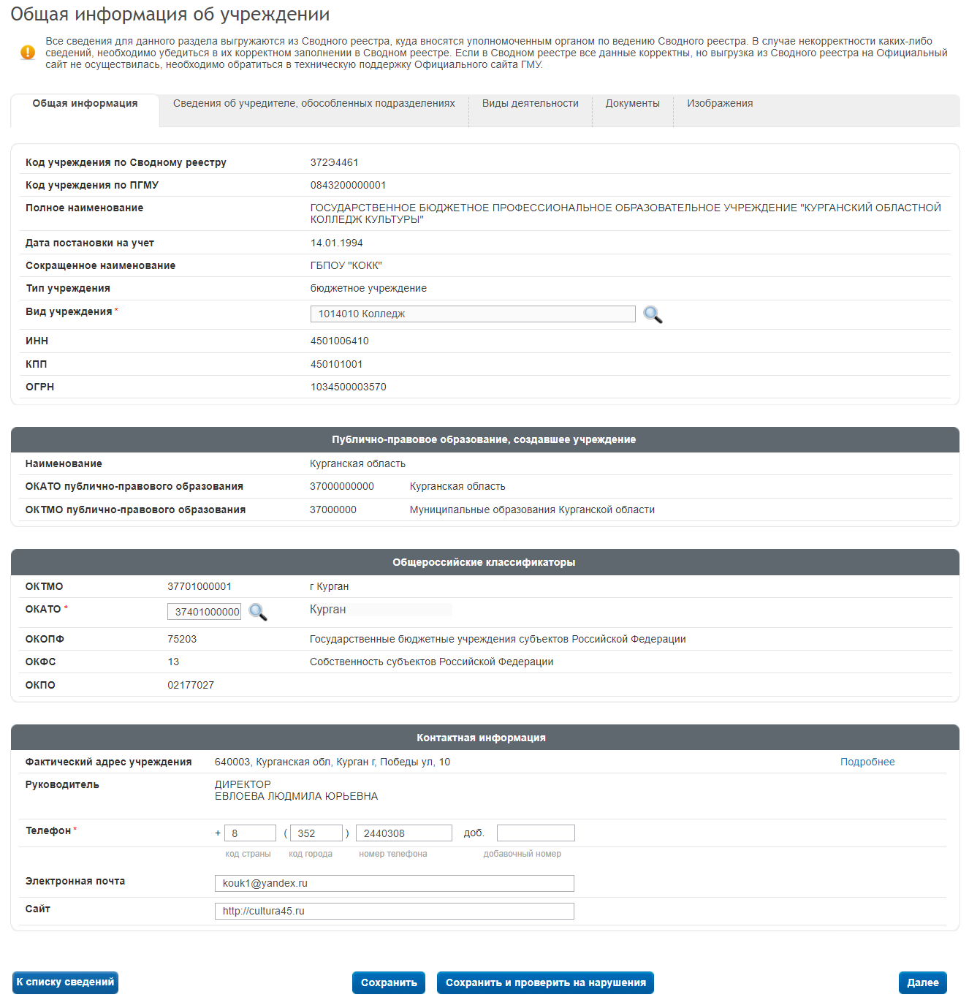 Общая информация об учреждении
Все сведения для данного раздела выгружаются из Сводного реестра, куда вносятся уполномоченным органом по ведению Сводного реестра. В случае некорректности каких-либо
сведений, необходимо убедиться в их корректном заполнении в Сводном реестре. Если в Сводном реестре все данные корректны, но выгрузка из Сводного реестра на Официальный
сайт не осуществилась, необходимо обратиться в техническую поддержку Официального сайта ГМУ.
Общая информация Сведения об учредителе, обособленных подразделениях Виды деятельности Документы Изображения
Код учреждения по Сводному реестру 372Э4461
Код учреждения по ПГМУ 0843200000001
Полное наименование ГОСУДАРСТВЕННОЕ БЮДЖЕТНОЕ ПРОФЕССИОНАЛЬНОЕ ОБРАЗОВАТЕЛЬНОЕ УЧРЕЖДЕНИЕ "КУРГАНСКИЙ ОБЛАСТНОЙ
КОЛЛЕДЖ КУЛЬТУРЫ"
Дата постановки на учет 14.01.1994
Сокращенное наименование ГБПОУ "КОКК"
Тип учреждения бюджетное учреждение
Вид учреждения * 1014010 Колледж
ИНН 4501006410
КПП 450101001
ОГРН 1034500003570
Публично-правовое образование, создавшее учреждение
Наименование Курганская область
ОКАТО публично-правового образования 37000000000 Курганская область
ОКТМО публично-правового образования 37000000 Муниципальные образования Курганской области
Общероссийские классификаторы
ОКТМО 37701000001 г Курган
ОКАТО * 37401000000 Курган
ОКОПФ 75203 Государственные бюджетные учреждения субъектов Российской Федерации
ОКФС 13 Собственность субъектов Российской Федерации
ОКПО 02177027
Контактная информация
Фактический адрес учреждения 640003, Курганская обл, Курган г, Победы ул, 10 Подробнее
Руководитель ДИРЕКТОР
ЕВЛОЕВА ЛЮДМИЛА ЮРЬЕВНА
Телефон * + 8 ( 352 ) 2440308 доб.
код страны код города номер телефона добавочный номер
Электронная почта kouk1@yandex.ru
Сайт http://cultura45.ru
К списку сведений Сохранить Сохранить и проверить на нарушения Далее